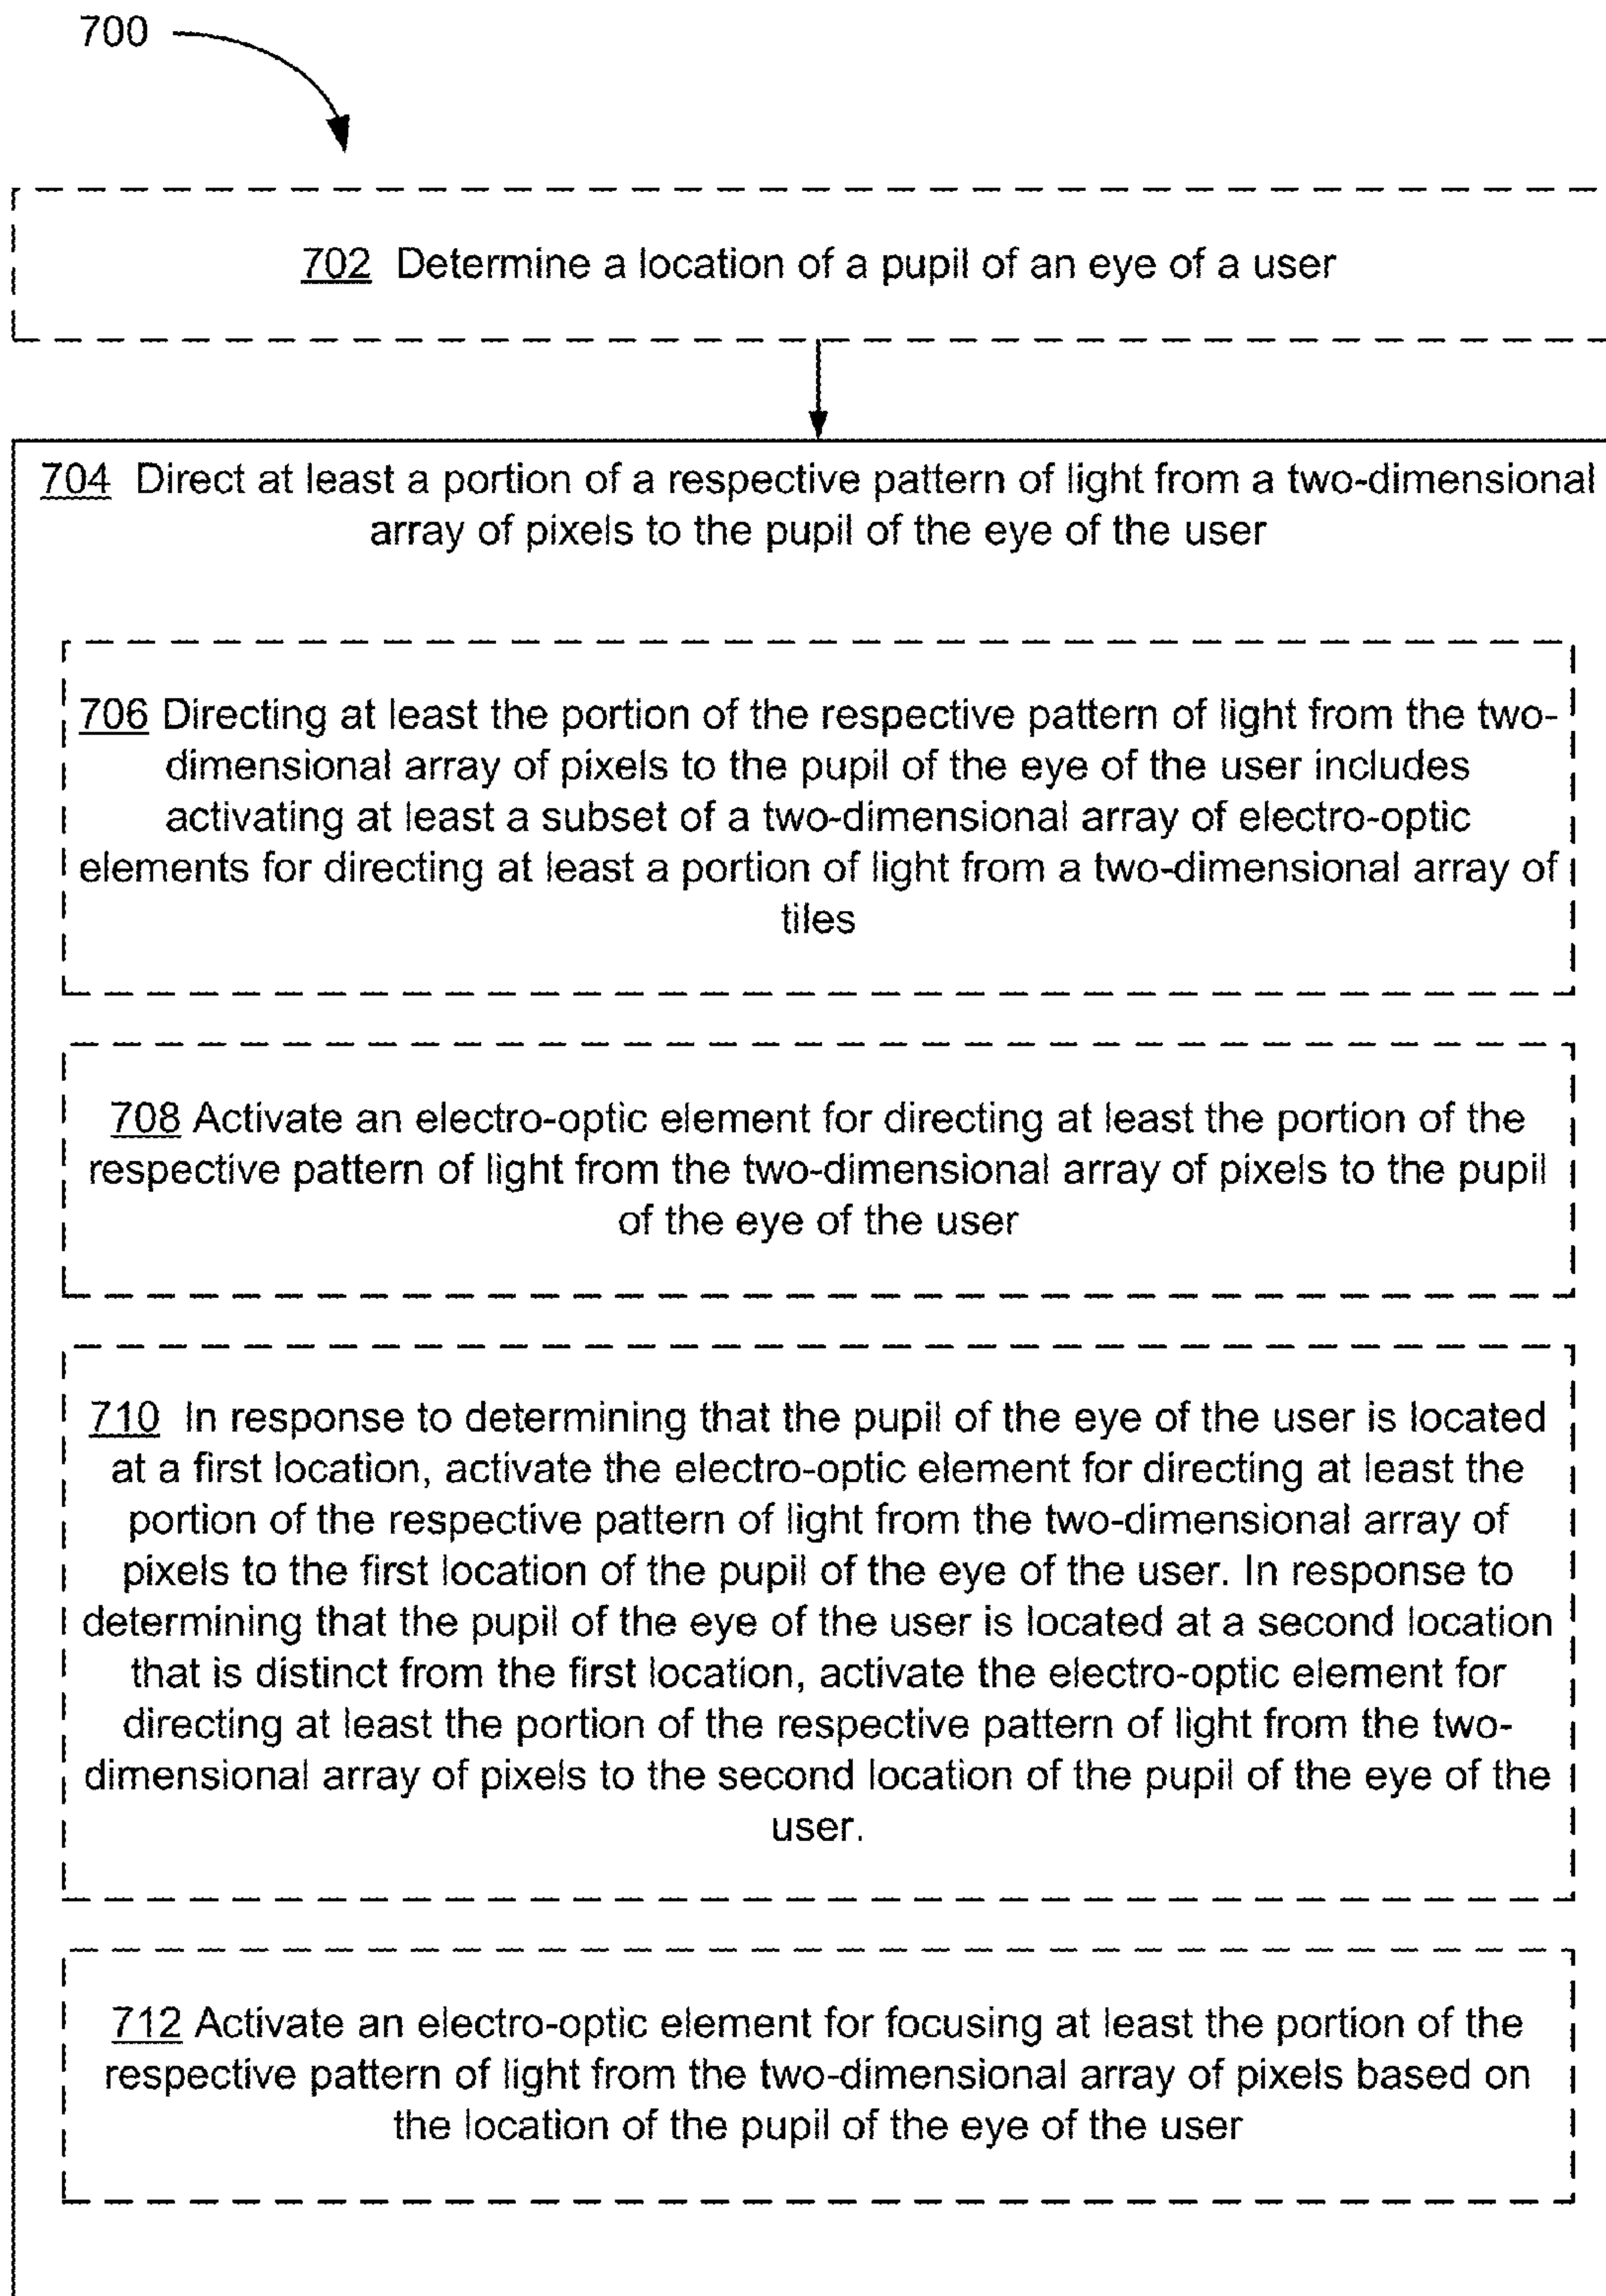 700
702 Determine a location of a pupil of an eye of a user
704 Direct at least a portion of a respective pattern of light from a two-dimensional
array of pixels to the pupil of the eye of the user
706 Directing at least the portion of the respective pattern of light from the two-
dimensional array of pixels to the pupil of the eye of the user includes
activating at least a subset of a two-dimensional array of electro-optic
elements for directing at least a portion of light from a two-dimensional array of
tiles
708 Activate an electro-optic element for directing at least the portion of the
respective pattern of light from the two-dimensional array of pixels to the pupil
of the eye of the user
710 In response to determining that the pupil of the eye of the user is located
at a first location, activate the electro-optic element for directing at least the
portion of the respective pattern of light from the two-dimensional array of
pixels to the first location of the pupil of the eye of the user. In response to
determining that the pupil of the eye of the user is located at a second location
that is distinct from the first location, activate the electro-optic element for
directing at least the portion of the respective pattern of light from the two-
dimensional array of pixels to the second location of the pupil of the eye of the
user.
712 Activate an electro-optic element for focusing at least the portion of the
respective pattern of light from the two-dimensional array of pixels based on
the location of the pupil of the eye of the user